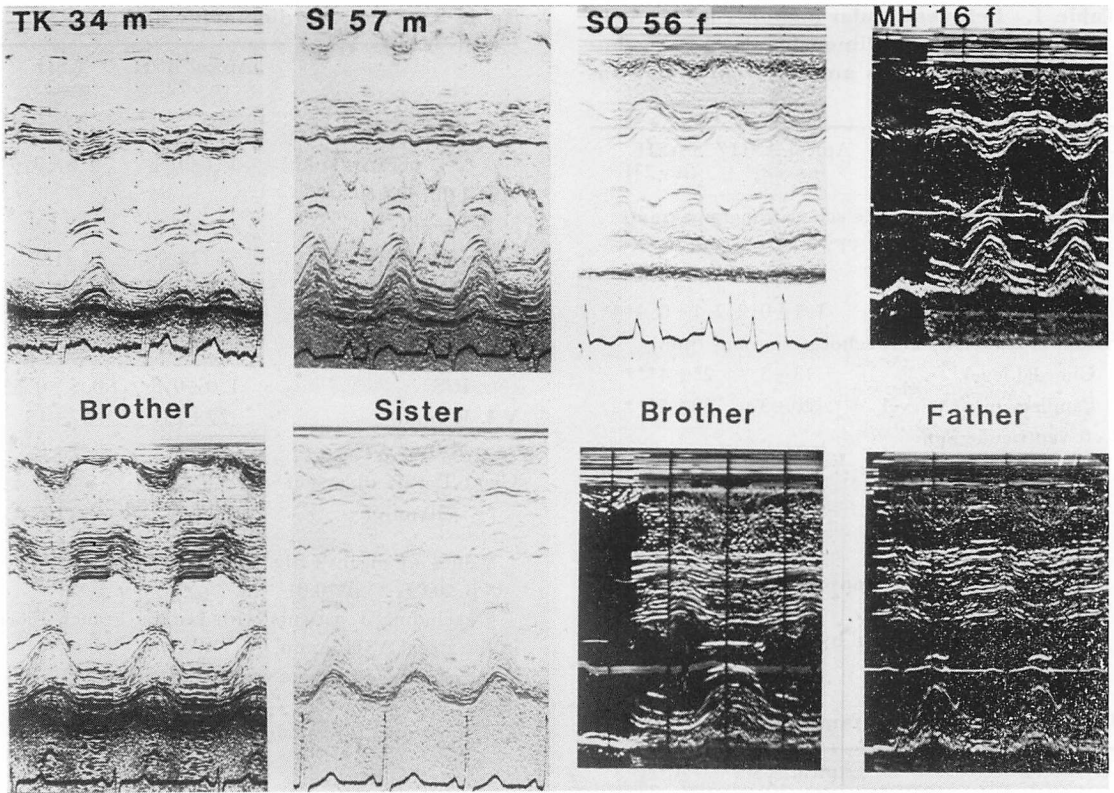 TK 34 m
SI 57 m
SO 56 f
MH 16 f
Brother
Sister
Brother
Father